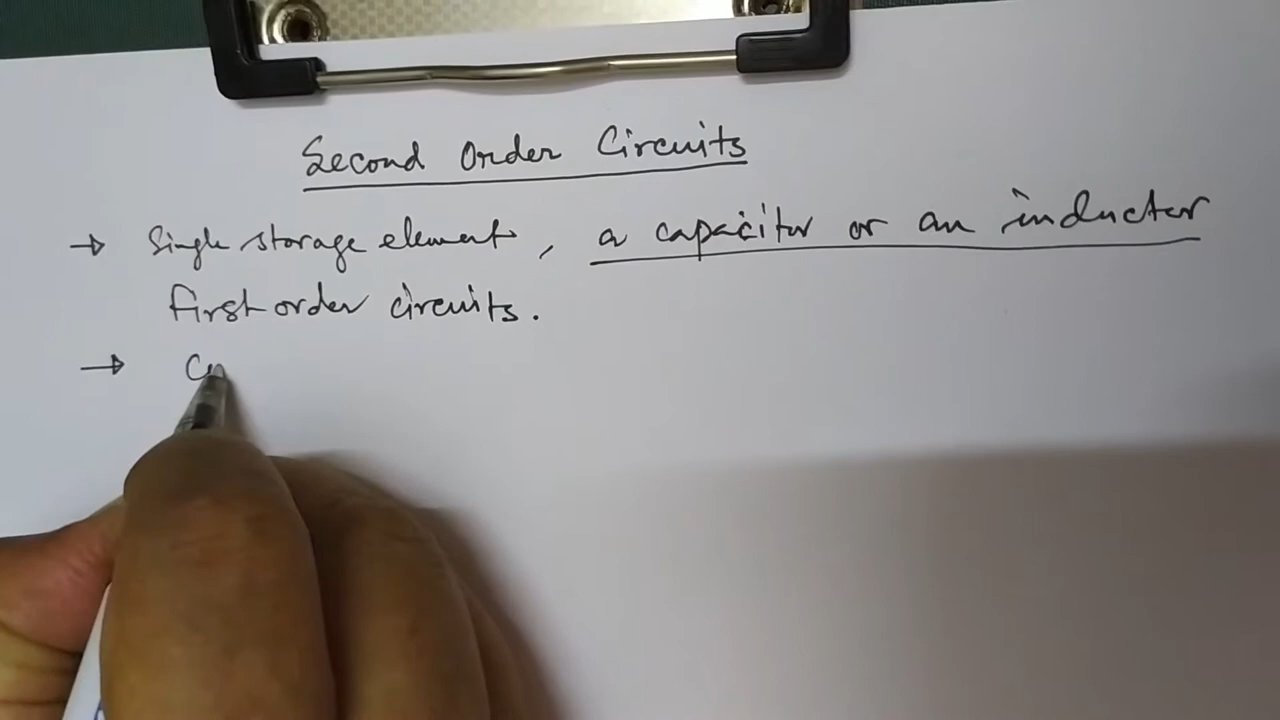 Second Order Circuits
→ Single storage element, a capacitor or an inductor
first order circuits.
→